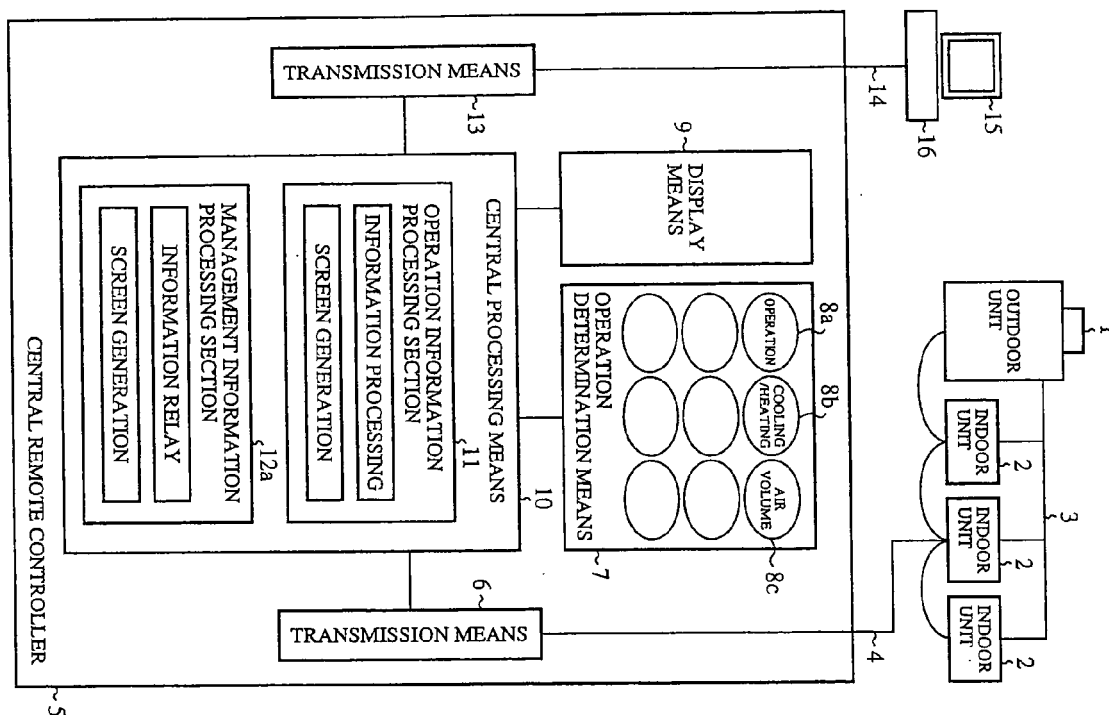 15
16
14
1
OUTDOOR
UNIT
INDOOR
UNIT
2
INDOOR
UNIT
2
INDOOR
UNIT
2
3
4
TRANSMISSION MEANS
13
9
DISPLAY
MEANS
8a
OPERATION
8b
COOLING
/HEATING
8c
AIR
VOLUME
OPERATION
DETERMINATION MEANS
7
TRANSMISSION MEANS
6
CENTRAL PROCESSING MEANS
10
OPERATION INFORMATION
PROCESSING SECTION
11
INFORMATION PROCESSING
SCREEN GENERATION
MANAGEMENT INFORMATION
PROCESSING SECTION
12a
INFORMATION RELAY
SCREEN GENERATION
CENTRAL REMOTE CONTROLLER
5